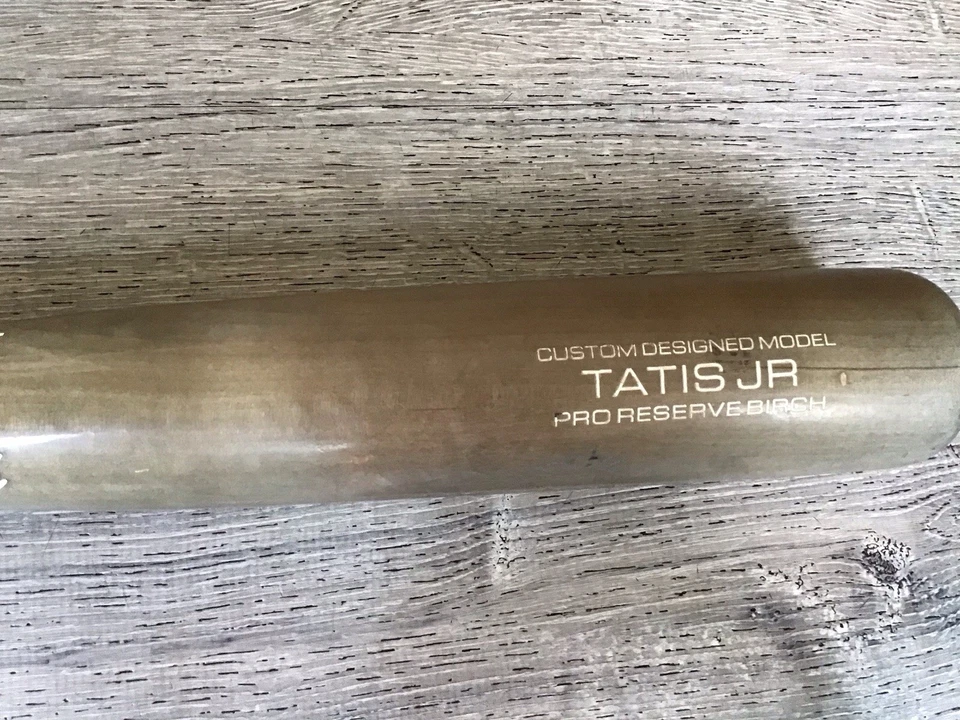 CUSTOM DESIGNED MODEL
TATIS JR
PRO RESERVE BIRCH